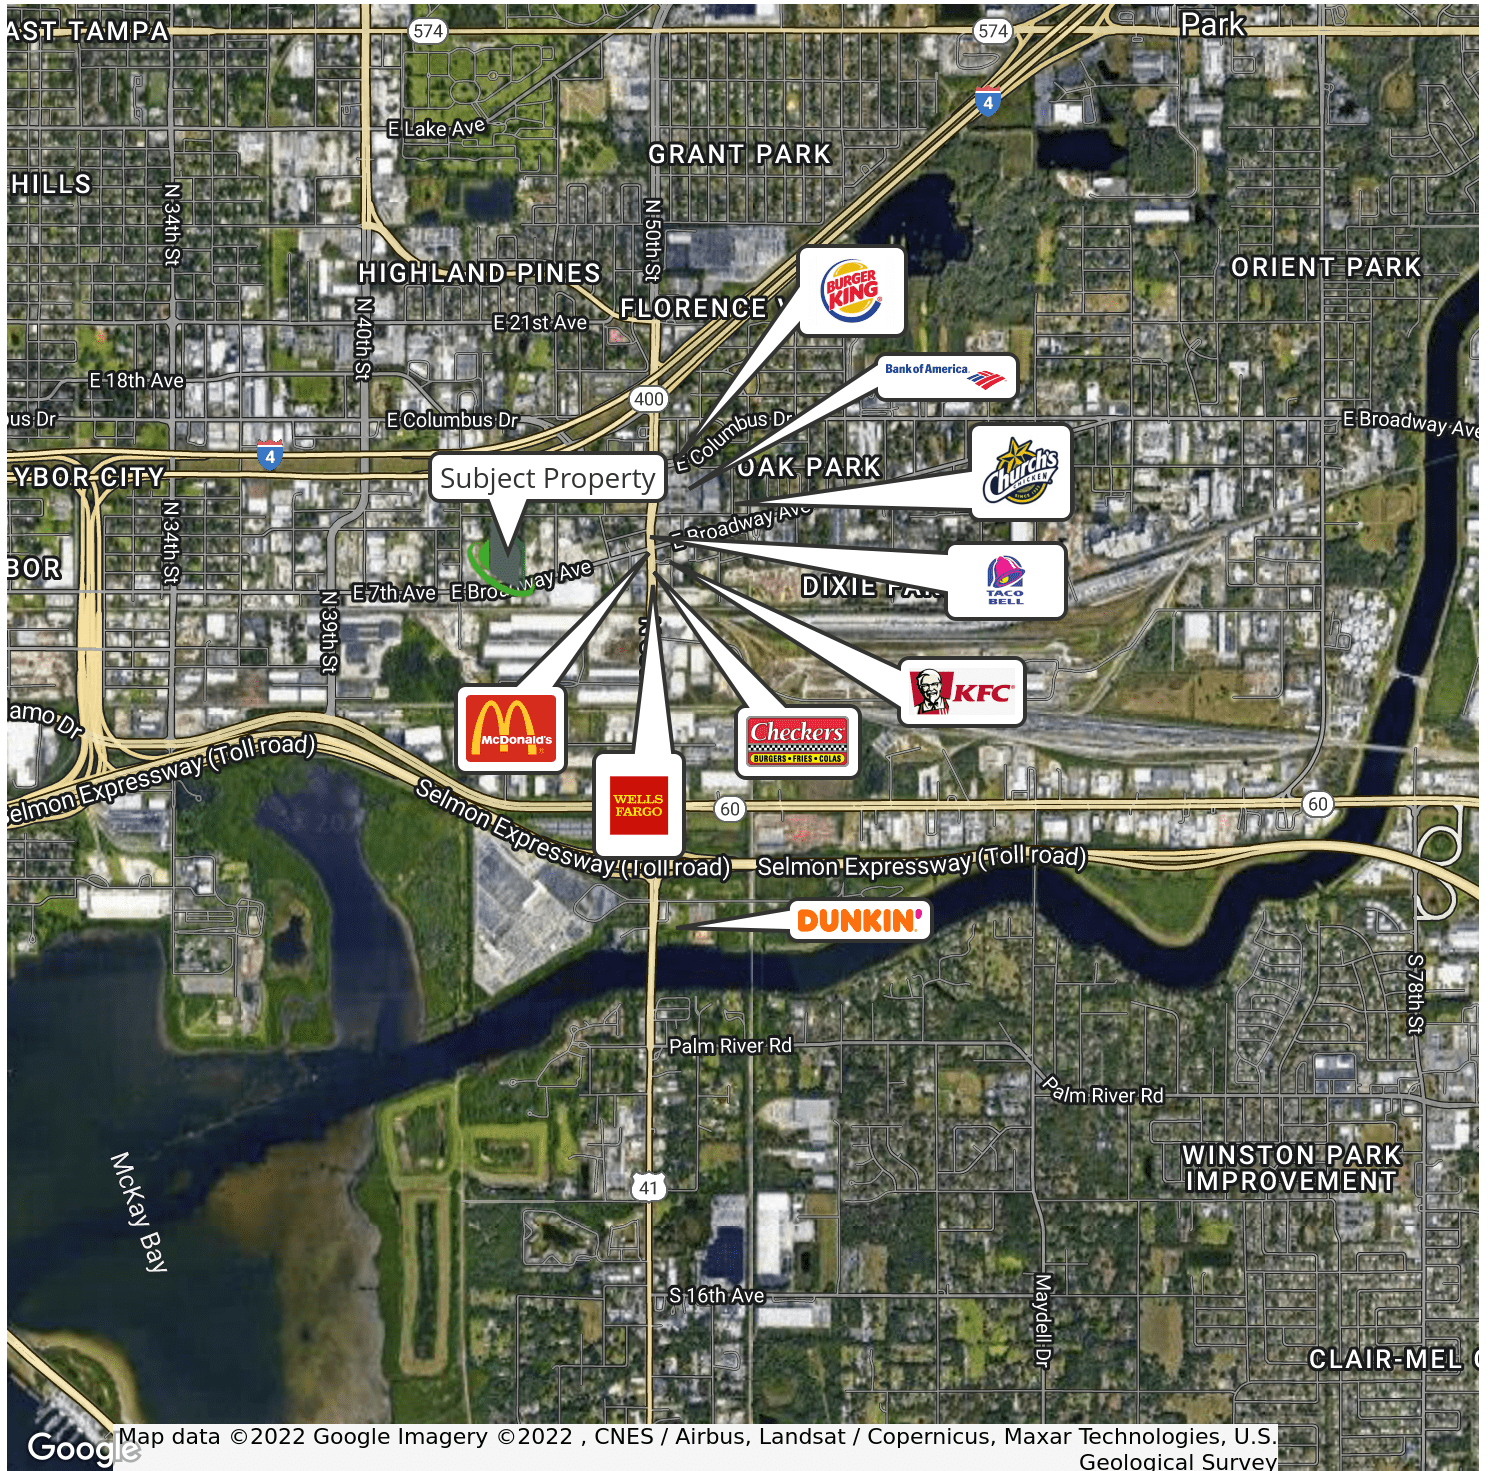 AST TAMPA
574
574
Park
4
E Lake Ave
GRANT PARK
HILLS
N 34th St
N 50th St
HIGHLAND PINES
ORIENT PARK
BURGER
KING
FLORENCE V
E 21st Ave
N 40th St
E 18th Ave
Bank of America
400
us Dr
E Columbus Dr
E Columbus Dr
E Broadway Ave
4
YBOR CITY
Subject Property
OAK PARK
Church's
CHICKEN
N 34th St
E Broadway Ave
BOR
E 7th Ave
E Broadway Ave
DIXIE PAR
TACO
BELL
N 39th St
KFC
amo Dr
McDonald's
Checkers
BURGERS • FRIES • COLAS
Selmon Expressway (Toll road)
Selmon Expressway (Toll road)
WELLS
FARGO
60
60
Selmon Expressway (Toll road)
DUNKIN'
S 78th St
Palm River Rd
Palm River Rd
WINSTON PARK
IMPROVEMENT
McKay Bay
41
S 16th Ave
Maydell Dr
CLAIR-MEL C
Google
Map data ©2022 Google Imagery ©2022 , CNES / Airbus, Landsat / Copernicus, Maxar Technologies, U.S.
Geological Survey